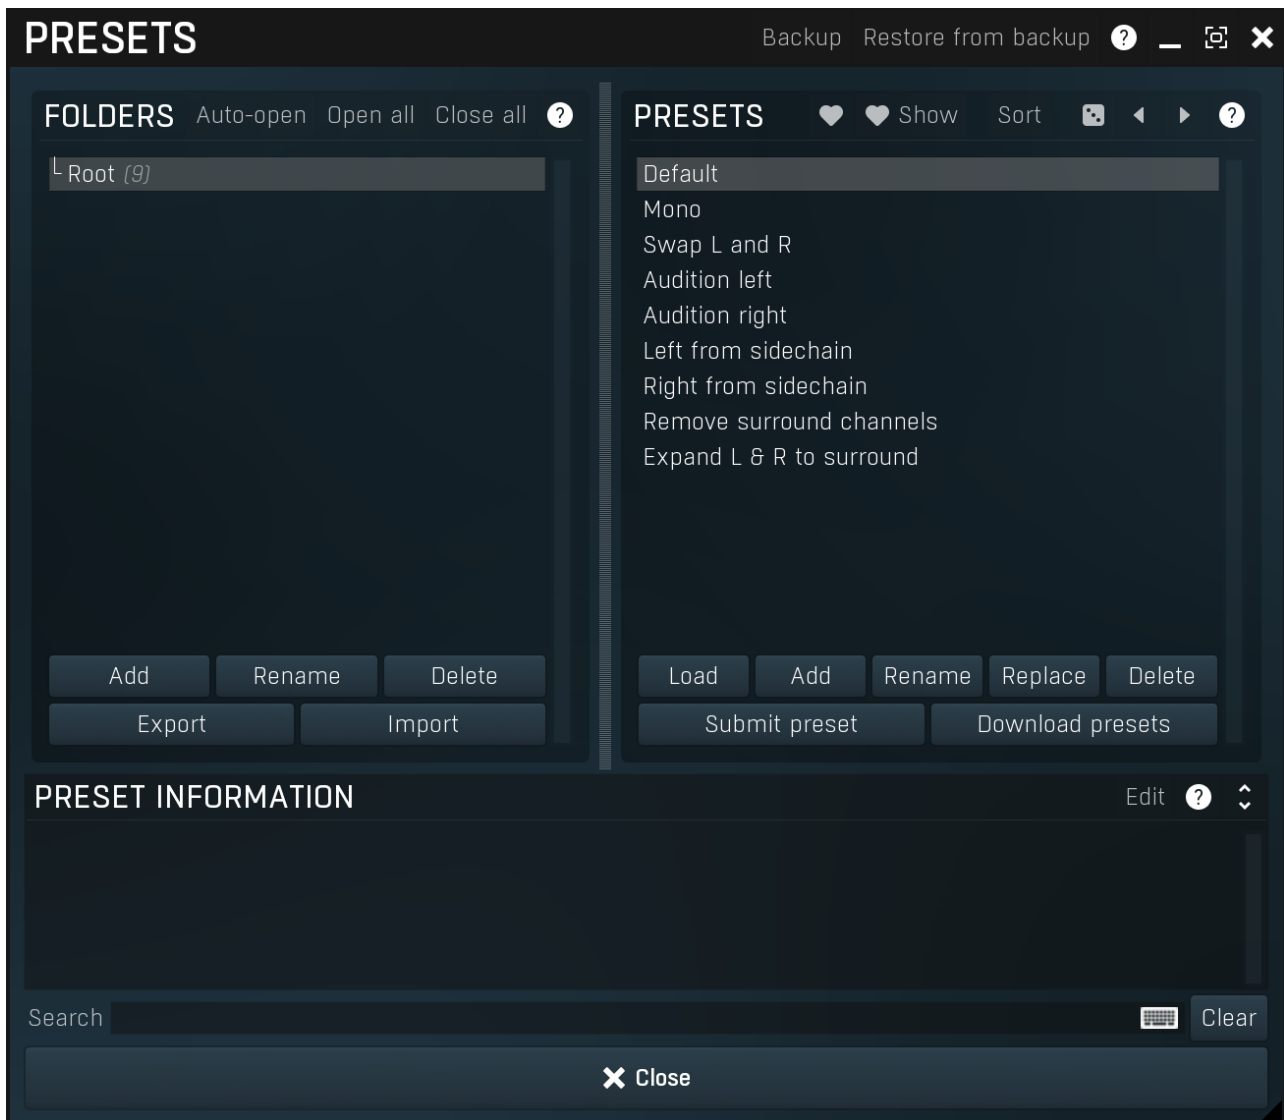 PRESETS Backup Restore from backup ?
FOLDERS Auto-open Open all Close all ?
Root (9)
Add Rename Delete
Export Import
PRESETS Show Sort ?
Default
Mono
Swap L and R
Audition left
Audition right
Left from sidechain
Right from sidechain
Remove surround channels
Expand L & R to surround
Load Add Rename Replace Delete
Submit preset Download presets
PRESET INFORMATION Edit ?
Search Clear
Close